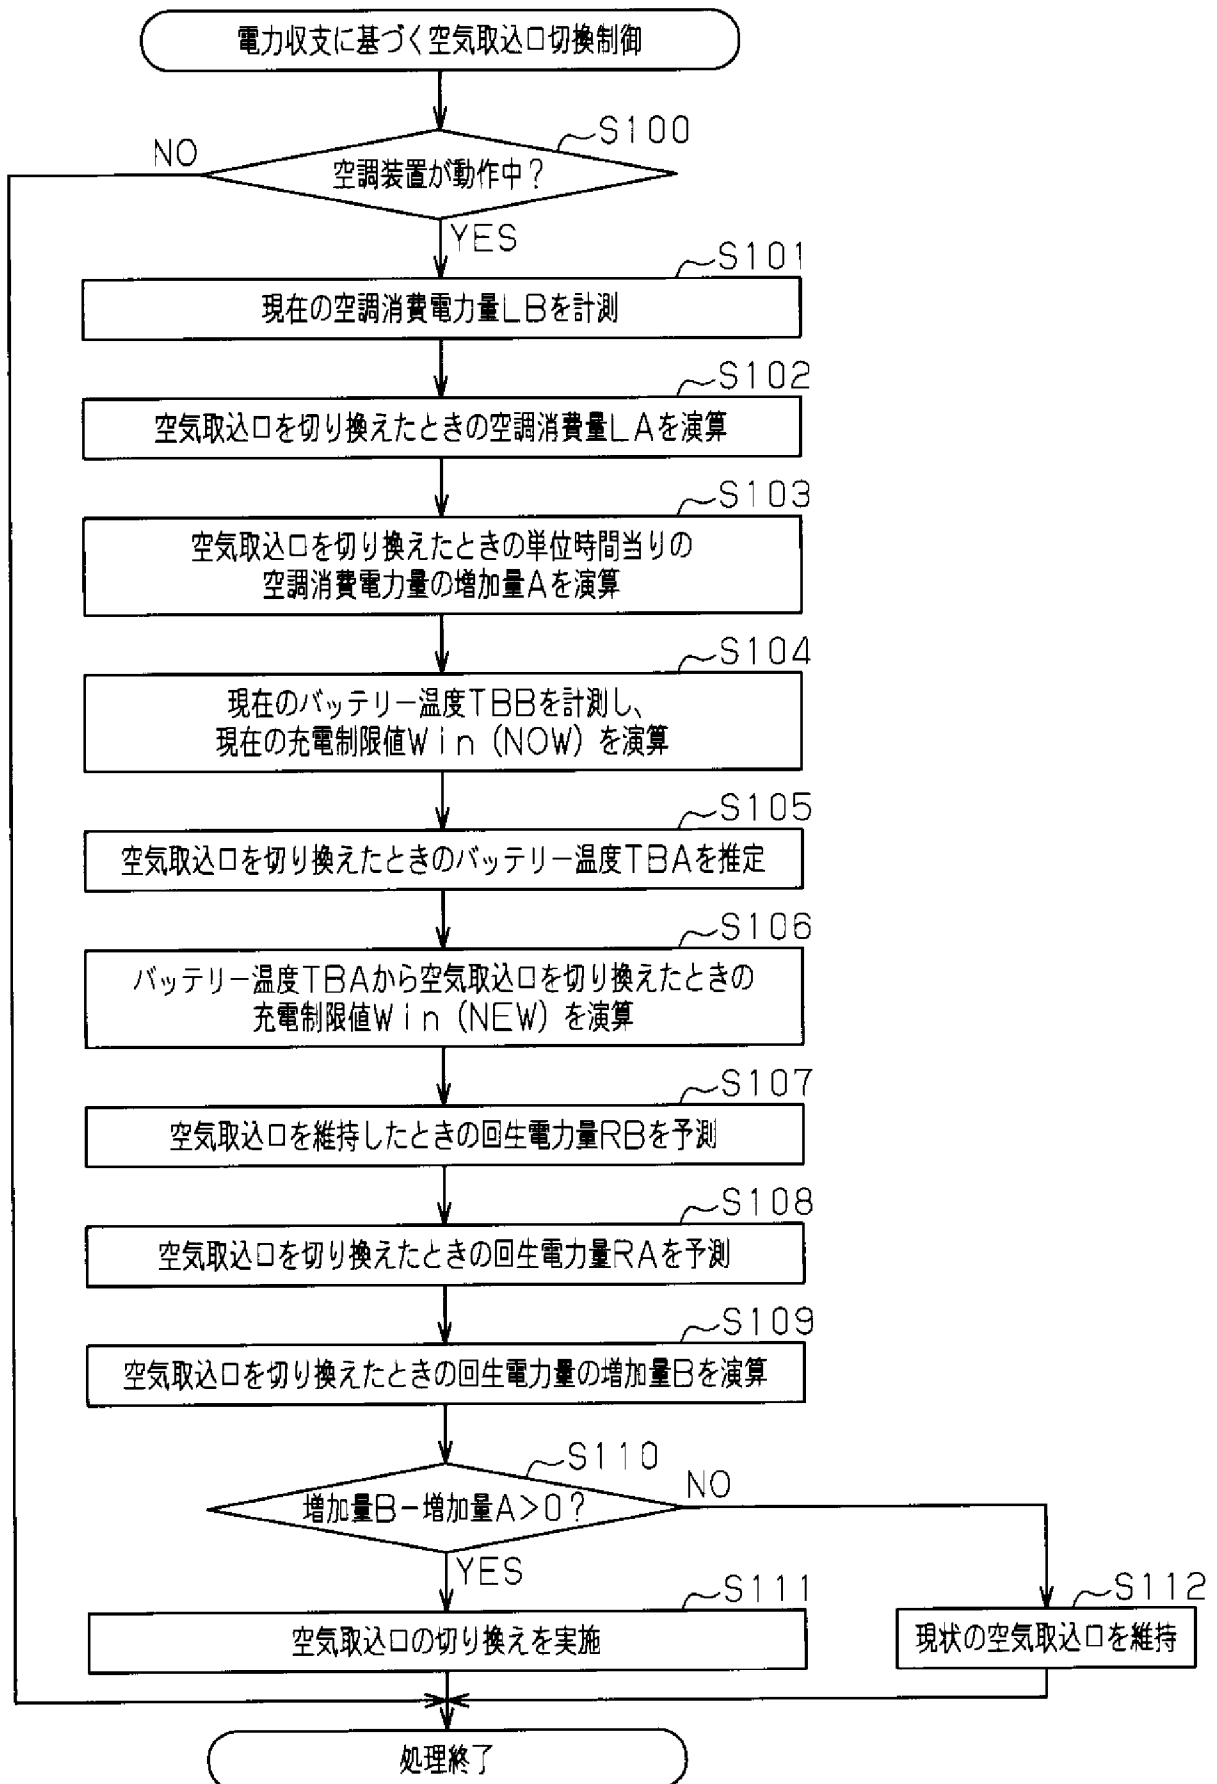 電力収支に基づく空気取込口切換制御
S100
NO
空調装置が動作中？
YES
S101
現在の空調消費電力量LBを計測
S102
空気取込口を切り換えたときの空調消費量LAを演算
S103
空気取込口を切り換えたときの単位時間当りの
空調消費電力量の増加量Aを演算
S104
現在のバッテリー温度TBBを計測し、
現在の充電制限値Win（NOW）を演算
S105
空気取込口を切り換えたときのバッテリー温度TBAを推定
S106
バッテリー温度TBAから空気取込口を切り換えたときの
充電制限値Win（NEW）を演算
S107
空気取込口を維持したときの回生電力量RBを予測
S108
空気取込口を切り換えたときの回生電力量RAを予測
S109
空気取込口を切り換えたときの回生電力量の増加量Bを演算
S110
増加量B－増加量A＞0？
NO
YES
S111
空気取込口の切り換えを実施
S112
現状の空気取込口を維持
処理終了